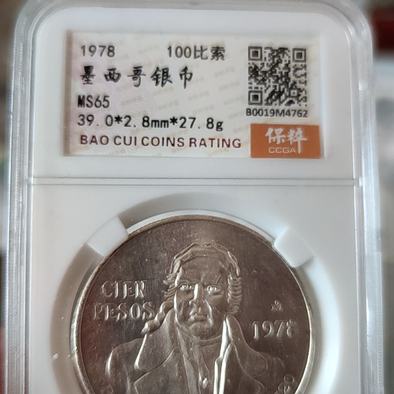 1978 100比索
墨西哥银币
MS65
39.0*2.8mm*27.8g
B0019M4762
BAO CUI COINS RATING
保粹
CCGA
CIEN
PESOS
1978